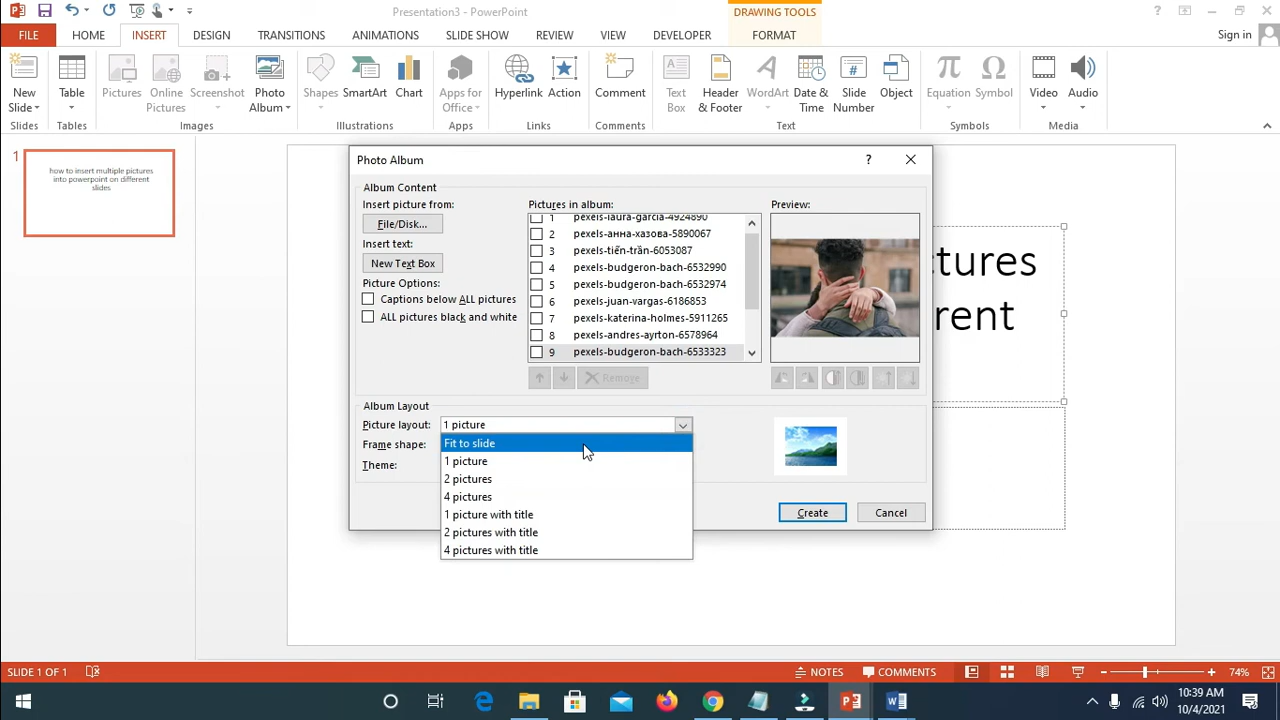 Presentation3 - PowerPoint
DRAWING TOOLS
?
FILE HOME INSERT DESIGN TRANSITIONS ANIMATIONS SLIDE SHOW REVIEW VIEW DEVELOPER FORMAT
Sign in
New Slide
Table
Pictures
Online Pictures
Screenshot
Photo Album
Shapes
SmartArt
Chart
Apps for Office
Hyperlink
Action
Comment
Text Box
Header & Footer
WordArt
Date & Time
Slide Number
Object
Equation
Symbol
Video
Audio
Slides Tables Images Illustrations Apps Links Comments Text Symbols Media
1
how to insert multiple pictures
into powerpoint on different
slides
ctures
rent
Photo Album
?
Album Content
Insert picture from:
File/Disk...
Insert text:
New Text Box
Picture Options:
Captions below ALL pictures
ALL pictures black and white
Pictures in album:
1 pexels-laura-garcia-4924890
2 pexels-анна-хазова-5890067
3 pexels-tiến-trần-6053087
4 pexels-budgeron-bach-6532990
5 pexels-budgeron-bach-6532974
6 pexels-juan-vargas-6186853
7 pexels-katerina-holmes-5911265
8 pexels-andres-ayrton-6578964
9 pexels-budgeron-bach-6533323
Remove
Preview:
Album Layout
Picture layout: 1 picture
Frame shape:
Theme:
Fit to slide
1 picture
2 pictures
4 pictures
1 picture with title
2 pictures with title
4 pictures with title
Create Cancel
SLIDE 1 OF 1
NOTES COMMENTS 74%
10:39 AM
10/4/2021